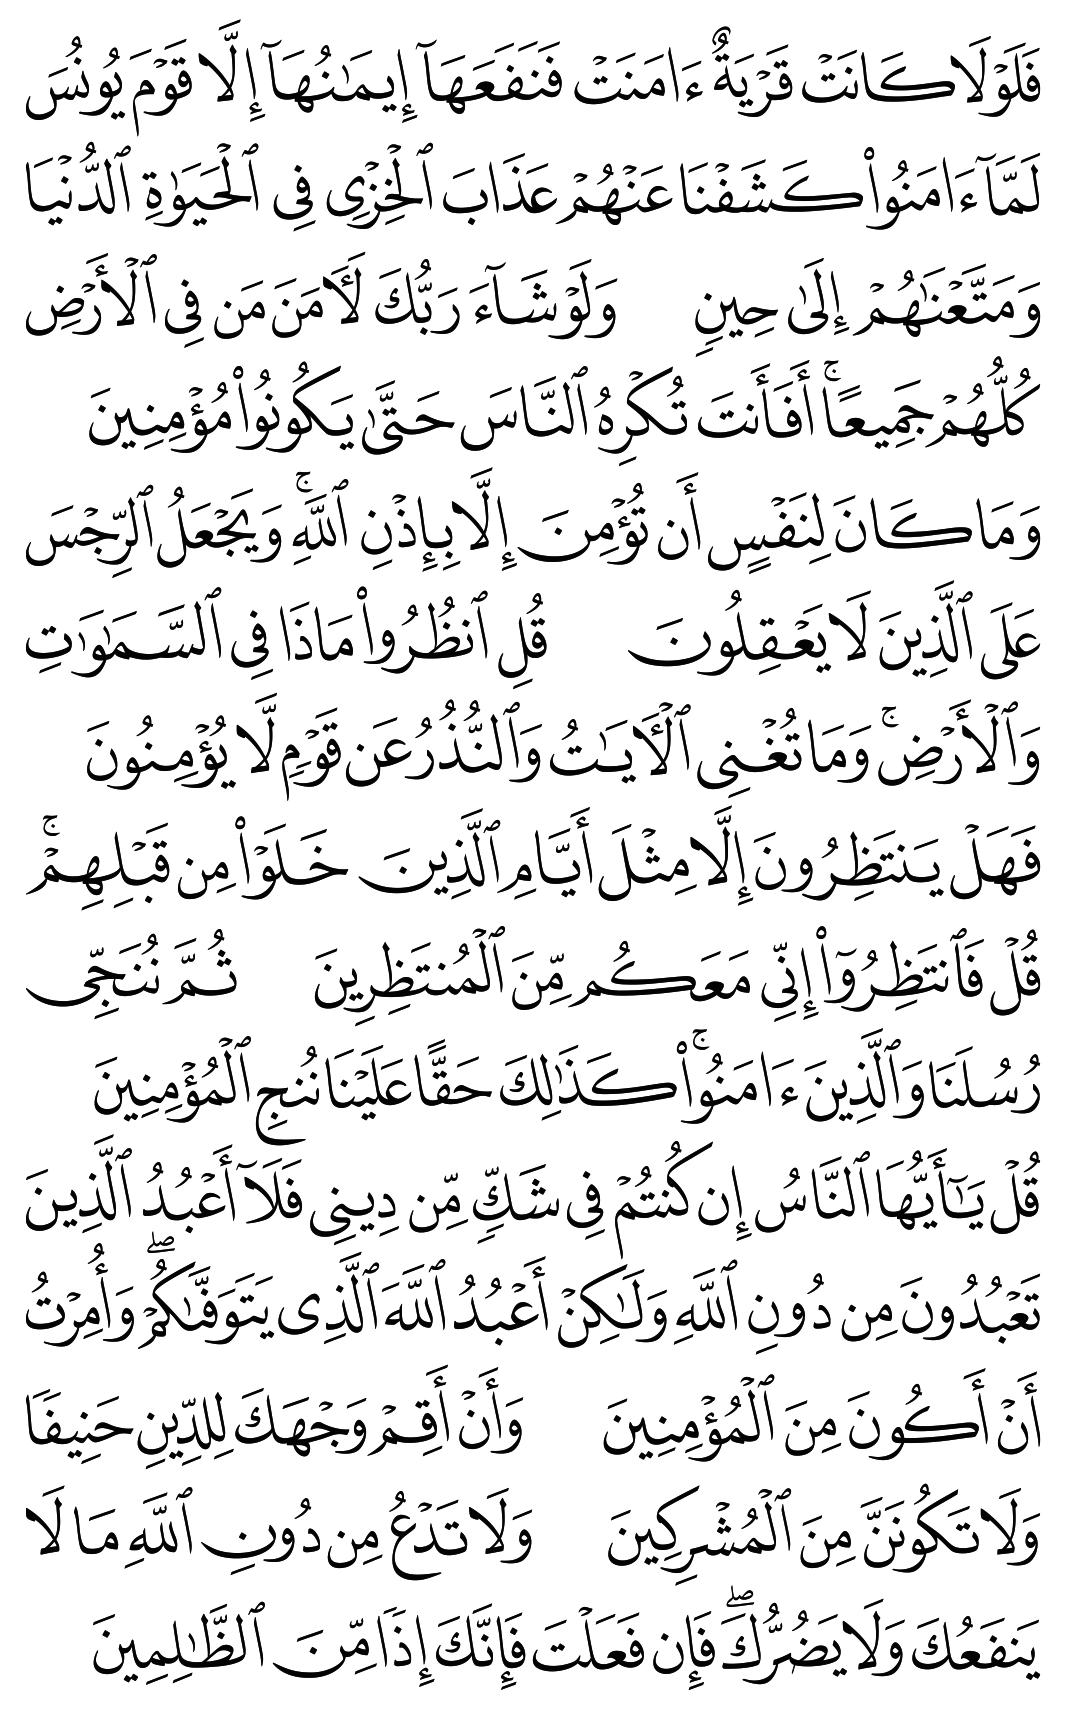 فَلَوۡلَا كَانَتۡ قَرۡيَةٌ ءَامَنَتۡ فَنَفَعَهَآ إِيمَٰنُهَآ إِلَّا قَوۡمَ يُونُسَ
لَمَّآ ءَامَنُواْ كَشَفۡنَا عَنۡهُمۡ عَذَابَ ٱلۡخِزۡيِ فِي ٱلۡحَيَوٰةِ ٱلدُّنۡيَا
وَمَتَّعۡنَٰهُمۡ إِلَىٰ حِينٖ وَلَوۡ شَآءَ رَبُّكَ لَأٓمَنَ مَن فِي ٱلۡأَرۡضِ
كُلُّهُمۡ جَمِيعًاۚ أَفَأَنتَ تُكۡرِهُ ٱلنَّاسَ حَتَّىٰ يَكُونُواْ مُؤۡمِنِينَ
وَمَا كَانَ لِنَفۡسٍ أَن تُؤۡمِنَ إِلَّا بِإِذۡنِ ٱللَّهِۚ وَيَجۡعَلُ ٱلرِّجۡسَ
عَلَى ٱلَّذِينَ لَا يَعۡقِلُونَ قُلِ ٱنظُرُواْ مَاذَا فِي ٱلسَّمَٰوَٰتِ
وَٱلۡأَرۡضِۚ وَمَا تُغۡنِي ٱلۡأٓيَٰتُ وَٱلنُّذُرُ عَن قَوۡمٖ لَّا يُؤۡمِنُونَ
فَهَلۡ يَنتَظِرُونَ إِلَّا مِثۡلَ أَيَّامِ ٱلَّذِينَ خَلَوۡاْ مِن قَبۡلِهِمۡۚ
قُلۡ فَٱنتَظِرُوٓاْ إِنِّي مَعَكُم مِّنَ ٱلۡمُنتَظِرِينَ ثُمَّ نُنَجِّي
رُسُلَنَا وَٱلَّذِينَ ءَامَنُواْۚ كَذَٰلِكَ حَقًّا عَلَيۡنَا نُنجِ ٱلۡمُؤۡمِنِينَ
قُلۡ يَٰٓأَيُّهَا ٱلنَّاسُ إِن كُنتُمۡ فِي شَكّٖ مِّن دِينِي فَلَآ أَعۡبُدُ ٱلَّذِينَ
تَعۡبُدُونَ مِن دُونِ ٱللَّهِ وَلَٰكِنۡ أَعۡبُدُ ٱللَّهَ ٱلَّذِي يَتَوَفَّىٰكُمۡۖ وَأُمِرۡتُ
أَنۡ أَكُونَ مِنَ ٱلۡمُؤۡمِنِينَ وَأَنۡ أَقِمۡ وَجۡهَكَ لِلدِّينِ حَنِيفٗا
وَلَا تَكُونَنَّ مِنَ ٱلۡمُشۡرِكِينَ وَلَا تَدۡعُ مِن دُونِ ٱللَّهِ مَا لَا
يَنفَعُكَ وَلَا يَضُرُّكَۖ فَإِن فَعَلۡتَ فَإِنَّكَ إِذٗا مِّنَ ٱلظَّٰلِمِينَ